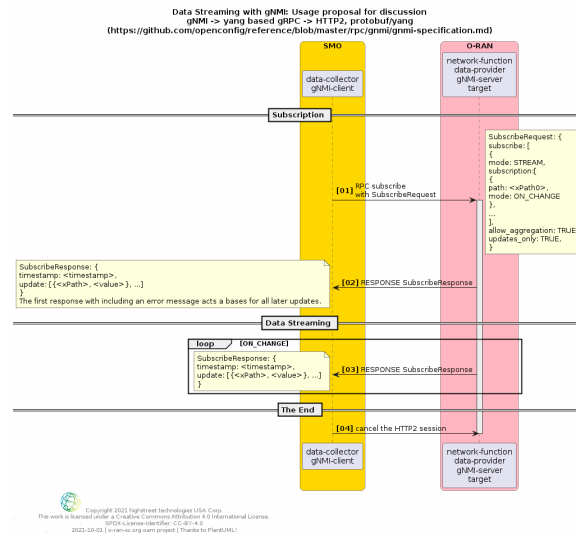 Data Streaming with gNMI: Usage proposal for discussion
gNMI -> yang based gRPC -> HTTP2, protobuf/yang
(https://github.com/openconfig/reference/blob/master/rpc/gnmi/gnmi-specification.md)
SMO
O-RAN
data-collector
gNMI-client
network-function
data-provider
gNMI-server
target
Subscription
SubscribeRequest: {
subscribe: [
{
mode: STREAM,
subscription:[
{
path: <xPath0>,
mode: ON_CHANGE
},
...
],
allow_aggregation: TRUE
updates_only: TRUE,
}
[01] RPC subscribe
with SubscribeRequest
SubscribeResponse: {
timestamp: <timestamp>,
update: [{<xPath>, <value>}, ...]
}
The first response with including an error message acts a bases for all later updates.
[02] RESPONSE SubscribeResponse
Data Streaming
loop [ON_CHANGE]
SubscribeResponse: {
timestamp: <timestamp>,
update: [{<xPath>, <value>}, ...]
}
[03] RESPONSE SubscribeResponse
The End
[04] cancel the HTTP2 session
data-collector
gNMI-client
network-function
data-provider
gNMI-server
target
Copyright 2021 highstreet technologies USA Corp.
This work is licensed under a Creative Commons Attribution 4.0 International License.
SPDX-License-Identifier: CC-BY-4.0
2021-10-01 | o-ran-sc.org oam project | Thanks to PlantUML!